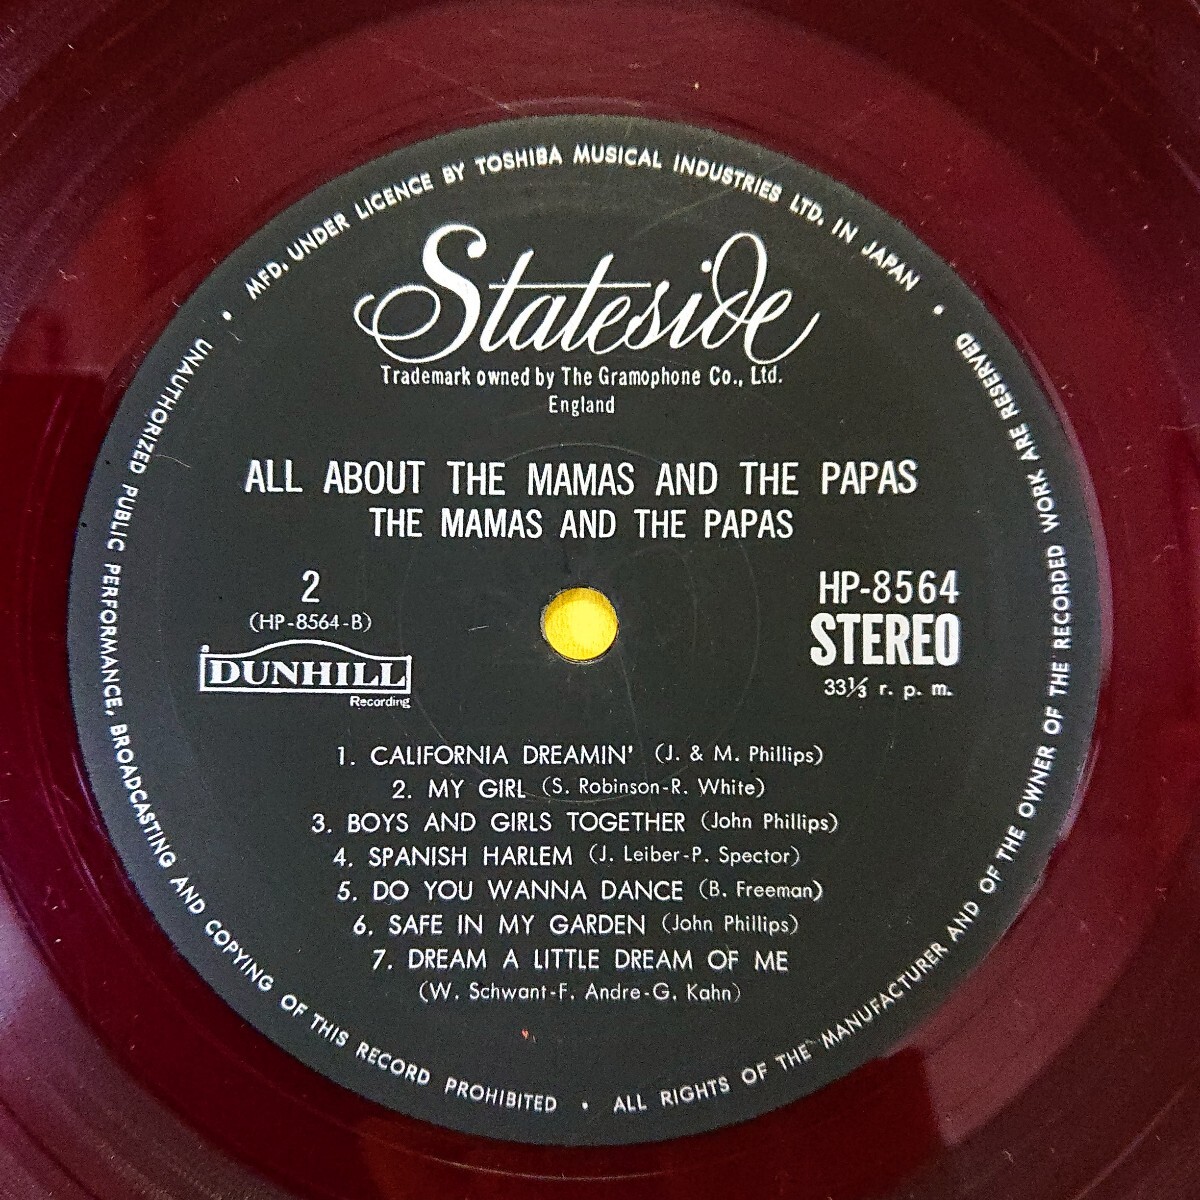 MFD. UNDER LICENCE BY TOSHIBA MUSICAL INDUSTRIES LTD. IN JAPAN •
Stateside
Trademark owned by The Gramophone Co., Ltd.
England
ALL ABOUT THE MAMAS AND THE PAPAS
THE MAMAS AND THE PAPAS
2
(HP-8564-B)
DUNHILL
Recording
HP-8564
STEREO
33⅓ r. p. m.
1. CALIFORNIA DREAMIN' (J. & M. Phillips)
2. MY GIRL (S. Robinson-R. White)
3. BOYS AND GIRLS TOGETHER (John Phillips)
4. SPANISH HARLEM (J. Leiber-P. Spector)
5. DO YOU WANNA DANCE (B. Freeman)
6. SAFE IN MY GARDEN (John Phillips)
7. DREAM A LITTLE DREAM OF ME
(W. Schwant-F. Andre-G. Kahn)
• UNAUTHORIZED PUBLIC PERFORMANCE, BROADCASTING AND COPYING OF THIS RECORD PROHIBITED • ALL RIGHTS OF THE MANUFACTURER AND OF THE OWNER OF THE RECORDED WORK ARE RESERVED